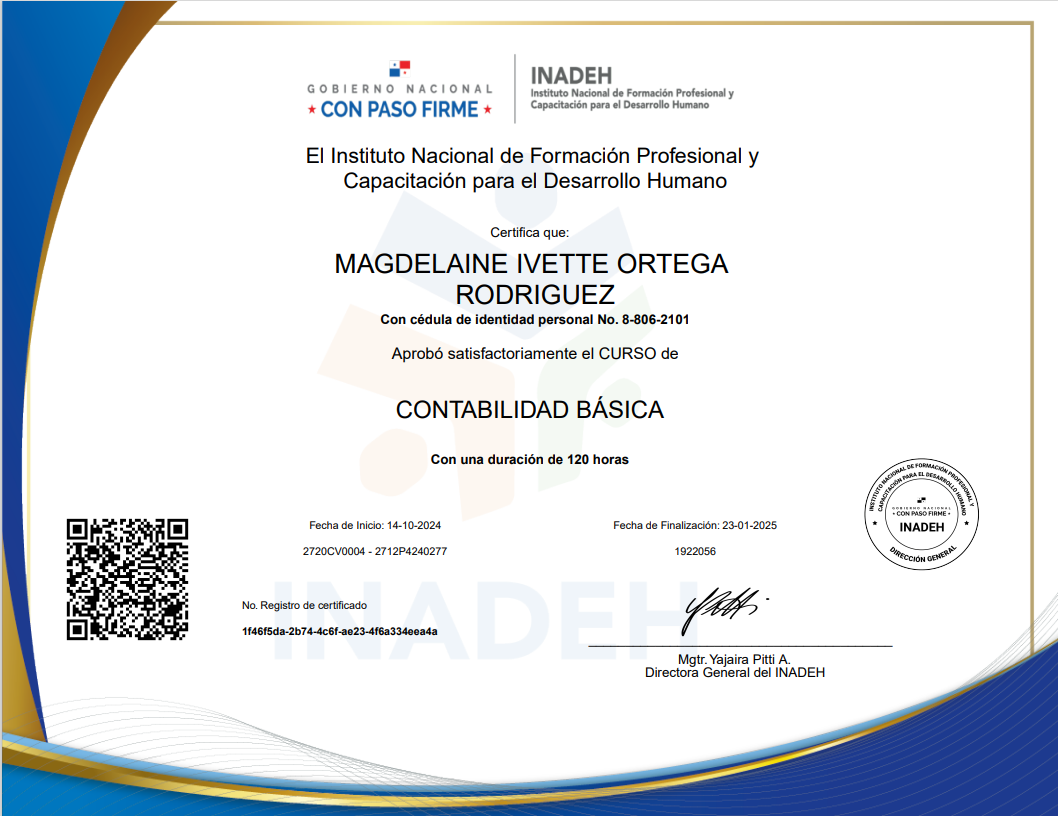 GOBIERNO NACIONAL
★ CON PASO FIRME ★
INADEH
Instituto Nacional de Formación Profesional y
Capacitación para el Desarrollo Humano
El Instituto Nacional de Formación Profesional y
Capacitación para el Desarrollo Humano
Certifica que:
MAGDELAINE IVETTE ORTEGA
RODRIGUEZ
Con cédula de identidad personal No. 8-806-2101
Aprobó satisfactoriamente el CURSO de
CONTABILIDAD BÁSICA
Con una duración de 120 horas
INSTITUTO NACIONAL DE FORMACIÓN PROFESIONAL Y
CAPACITACIÓN PARA EL DESARROLLO HUMANO
GOBIERNO NACIONAL
★ CON PASO FIRME ★
INADEH
DIRECCIÓN GENERAL
Fecha de Inicio: 14-10-2024
Fecha de Finalización: 23-01-2025
2720CV0004 - 2712P4240277
1922056
INADEH
No. Registro de certificado
1f46f5da-2b74-4c6f-ae23-4f6a334eea4a
Mgtr. Yajaira Pitti A.
Directora General del INADEH